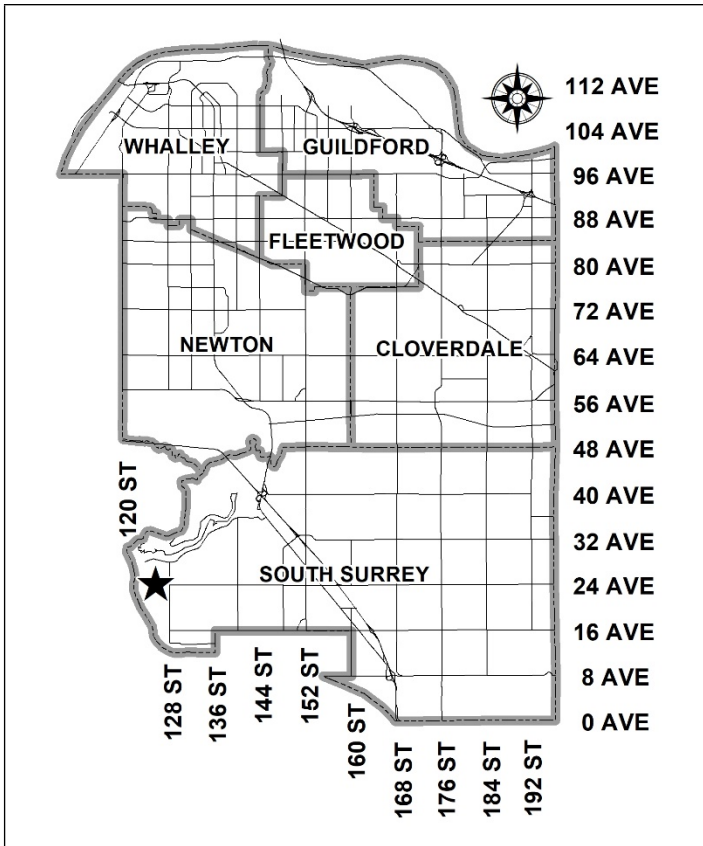 112 AVE
104 AVE
WHALLEY
GUILDFORD
96 AVE
88 AVE
FLEETWOOD
80 AVE
72 AVE
NEWTON
CLOVERDALE
64 AVE
56 AVE
48 AVE
120 ST
40 AVE
32 AVE
SOUTH SURREY
24 AVE
16 AVE
8 AVE
0 AVE
128 ST
136 ST
144 ST
152 ST
160 ST
168 ST
176 ST
184 ST
192 ST